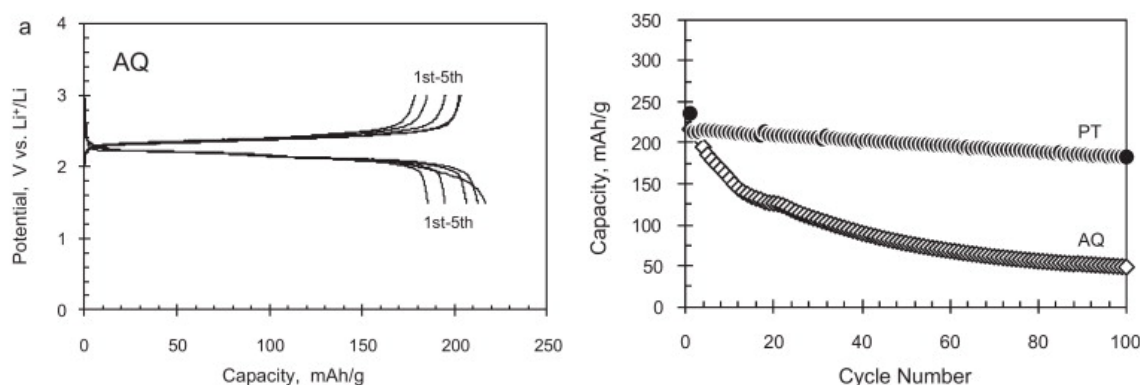 a
AQ
1st-5th
1st-5th
Potential, V vs. Li⁺/Li
4
3
2
1
0
0
50
100
150
200
250
Capacity, mAh/g
Capacity, mAh/g
350
300
250
200
150
100
50
0
PT
AQ
0
20
40
60
80
100
Cycle Number